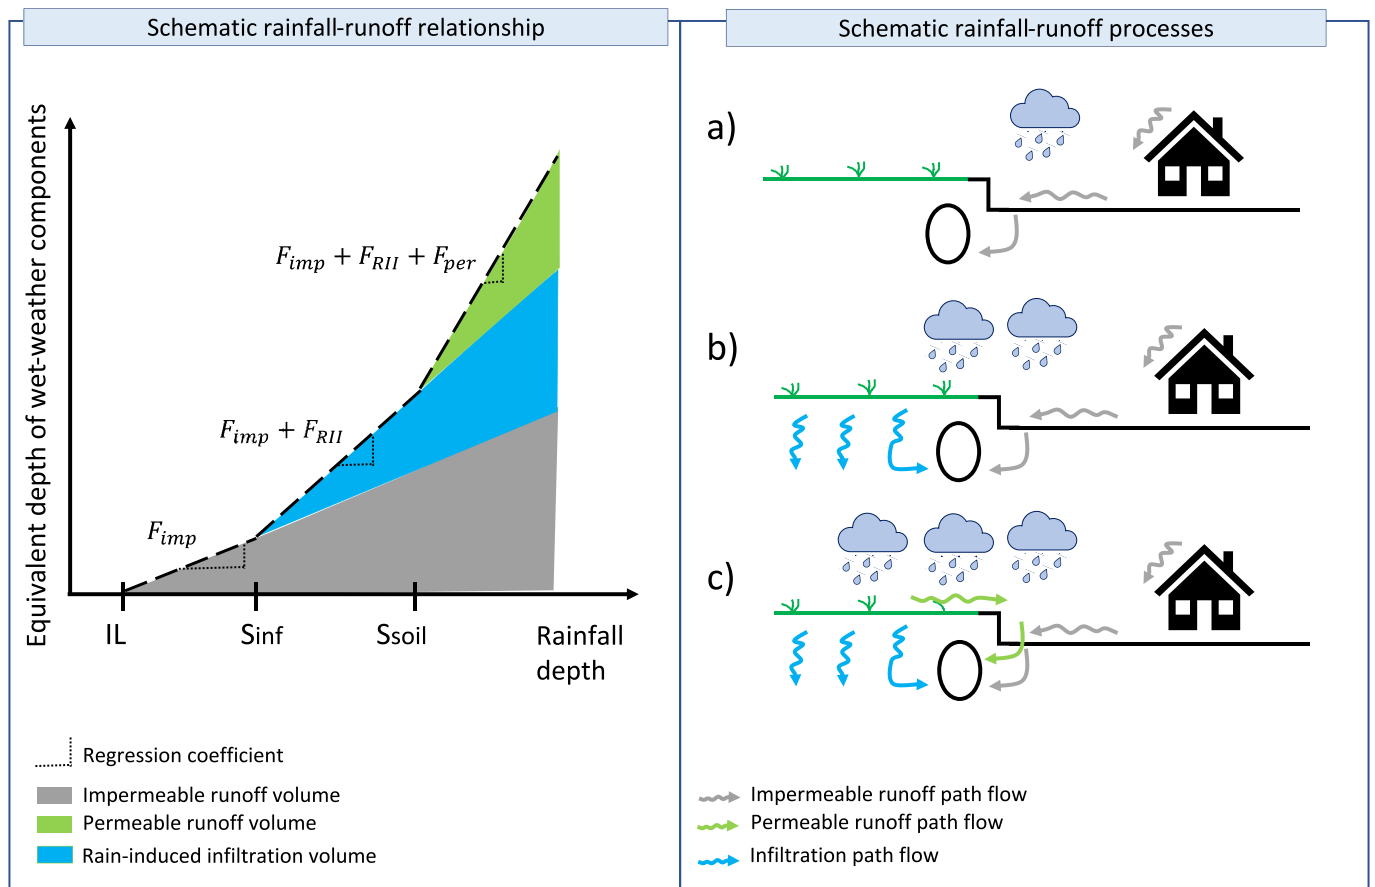 Schematic rainfall-runoff relationship
Equivalent depth of wet-weather components
F_imp + F_RII + F_per
F_imp + F_RII
F_imp
IL
Sinf
Ssoil
Rainfall
depth
Regression coefficient
Impermeable runoff volume
Permeable runoff volume
Rain-induced infiltration volume
Schematic rainfall-runoff processes
a)
b)
c)
Impermeable runoff path flow
Permeable runoff path flow
Infiltration path flow